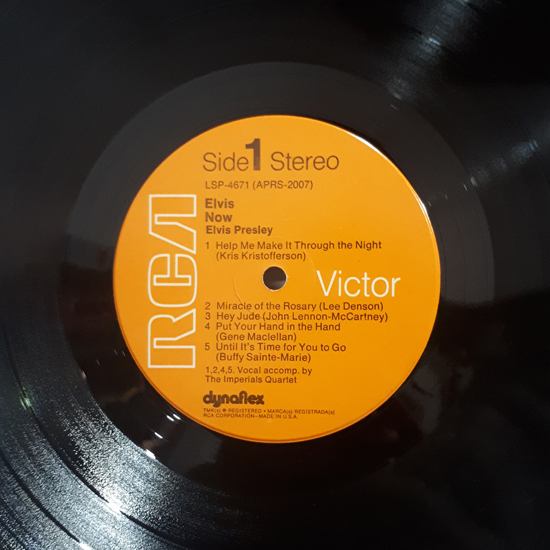 Side 1 Stereo
LSP-4671 (APRS-2007)
Elvis
Now
Elvis Presley
1 Help Me Make It Through the Night
(Kris Kristofferson)
RCA
Victor
2 Miracle of the Rosary (Lee Denson)
3 Hey Jude (John Lennon-McCartney)
4 Put Your Hand in the Hand
(Gene Maclellan)
5 Until It's Time for You to Go
(Buffy Sainte-Marie)
1,2,4,5. Vocal accomp. by
The Imperials Quartet
dynaflex
TMK(s) ® REGISTERED • MARCA(s) REGISTRADA(s)
RCA CORPORATION—MADE IN U.S.A.